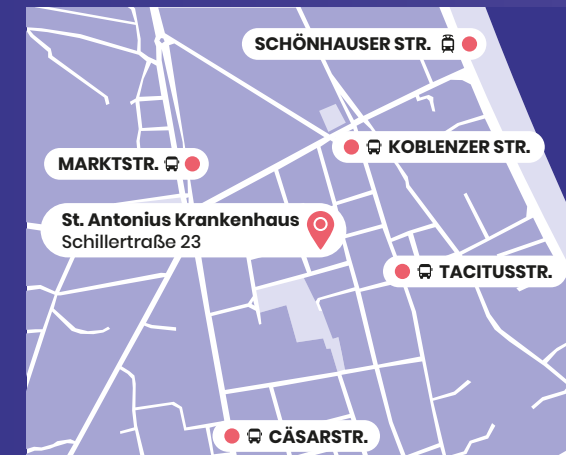 SCHÖNHAUSER STR.
KOBLENZER STR.
MARKTSTR.
St. Antonius Krankenhaus
Schillertraße 23
TACITUSSTR.
CÄSARSTR.